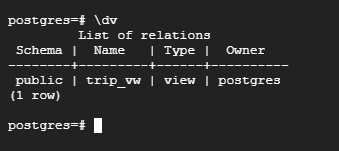 postgres=# \dv
List of relations
Schema | Name | Type | Owner
--------+---------+------+----------
public | trip_vw | view | postgres
(1 row)
postgres=#